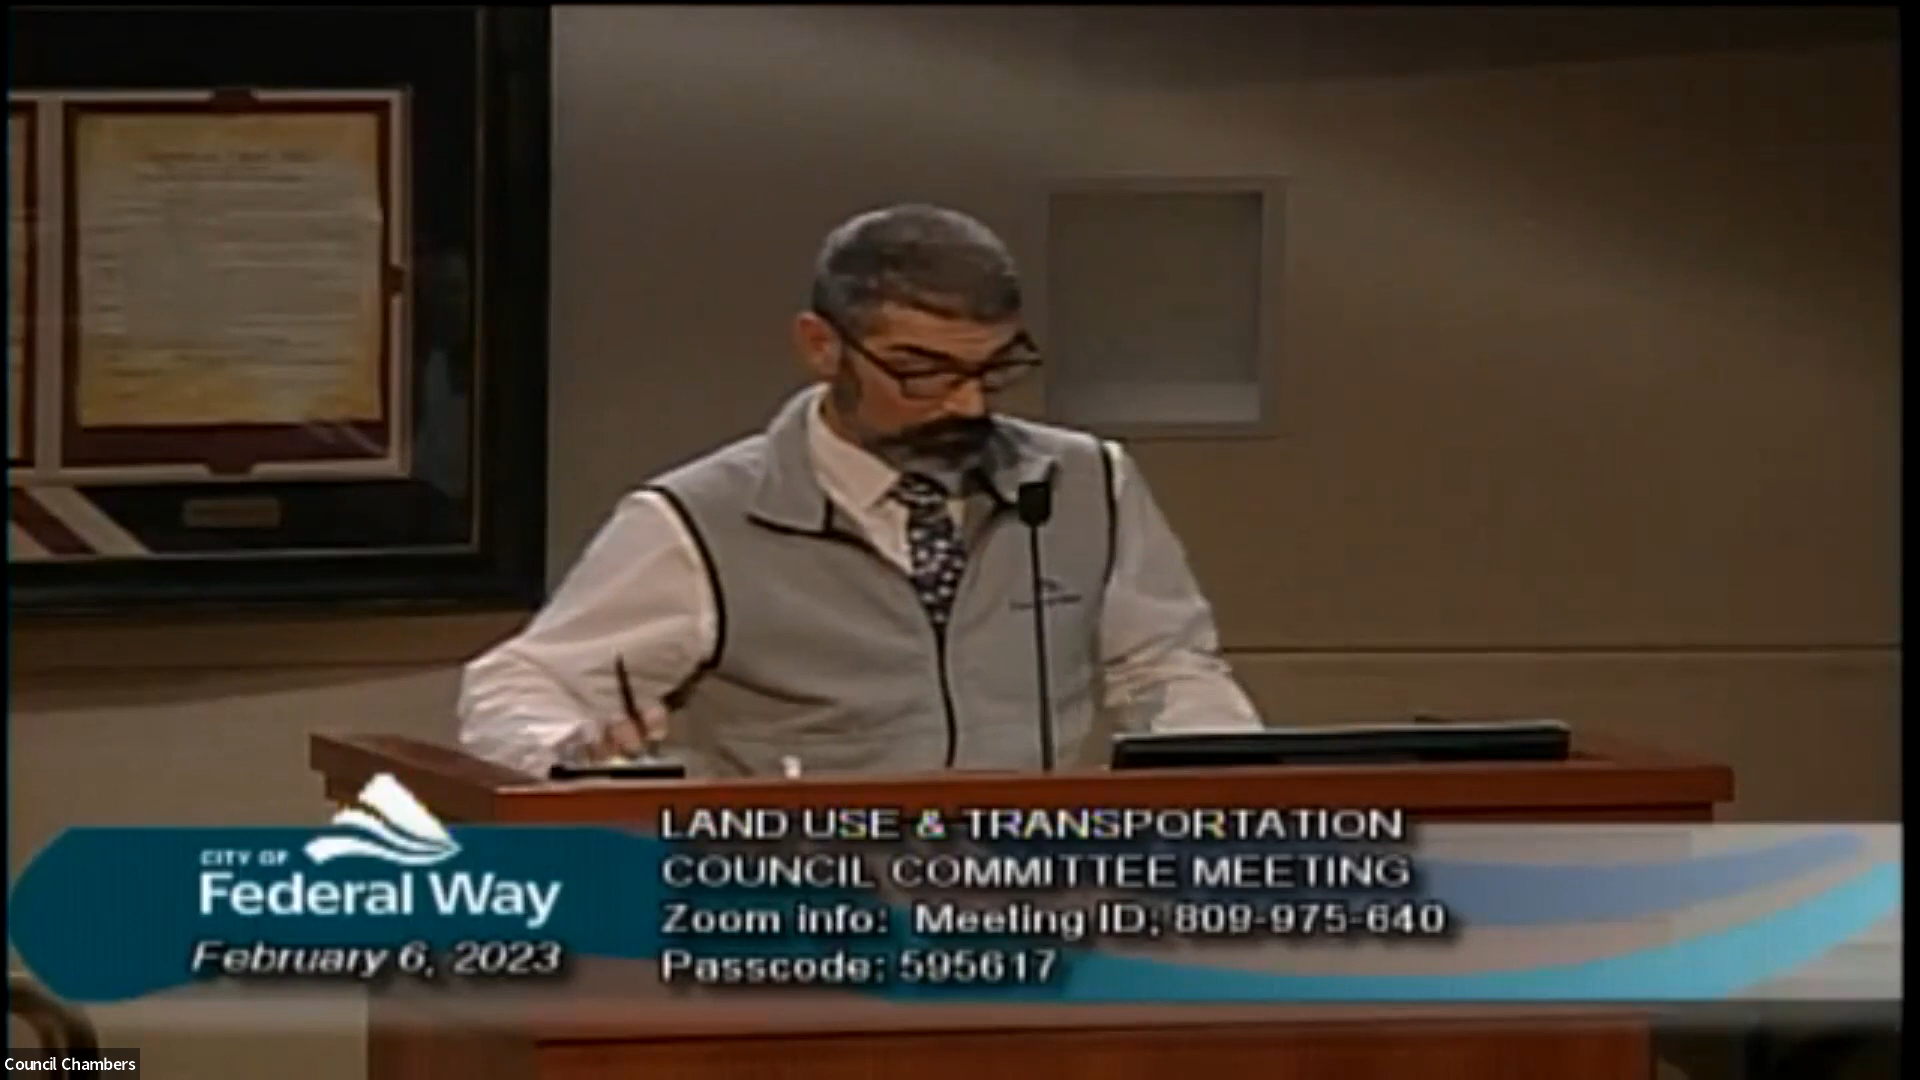 CITY OF
Federal Way
February 6, 2023
LAND USE & TRANSPORTATION
COUNCIL COMMITTEE MEETING
Zoom info: Meeting ID; 809-975-640
Passcode: 595617
Council Chambers